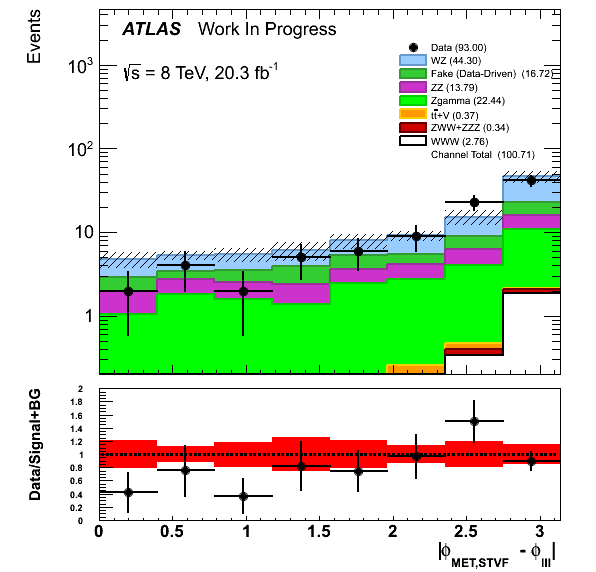 Events
ATLAS Work In Progress
√s = 8 TeV, 20.3 fb⁻¹
Data (93.00)
WZ (44.30)
Fake (Data-Driven) (16.72)
ZZ (13.79)
Zgamma (22.44)
tt̄+V (0.37)
ZWW+ZZZ (0.34)
WWW (2.76)
Channel Total (100.71)
10³
10²
10
1
Data/Signal+BG
2
1.8
1.6
1.4
1.2
1
0.8
0.6
0.4
0.2
0
0 0.5 1 1.5 2 2.5 3
|ϕ_MET,STVF - ϕ_lll|